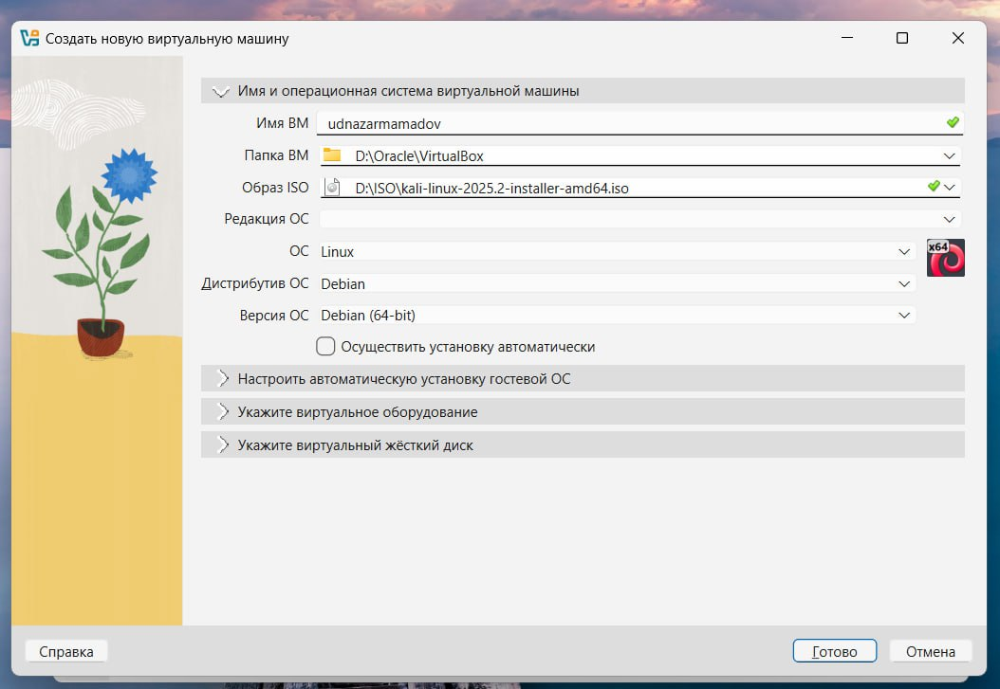 Создать новую виртуальную машину
Имя и операционная система виртуальной машины
Имя ВМ udnazarmamadov
Папка ВМ D:\Oracle\VirtualBox
Образ ISO D:\ISO\kali-linux-2025.2-installer-amd64.iso
Редакция ОС
ОС Linux x64
Дистрибутив ОС Debian
Версия ОС Debian (64-bit)
Осуществить установку автоматически
Настроить автоматическую установку гостевой ОС
Укажите виртуальное оборудование
Укажите виртуальный жёсткий диск
Справка Готово Отмена